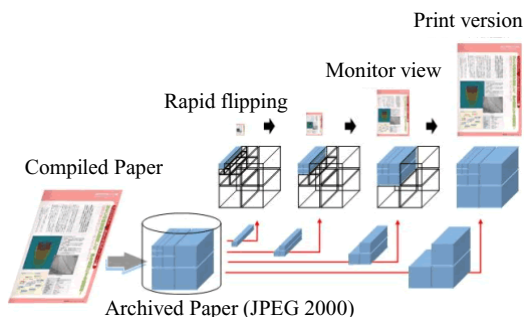 Print version
Monitor view
Rapid flipping
Compiled Paper
Archived Paper (JPEG 2000)